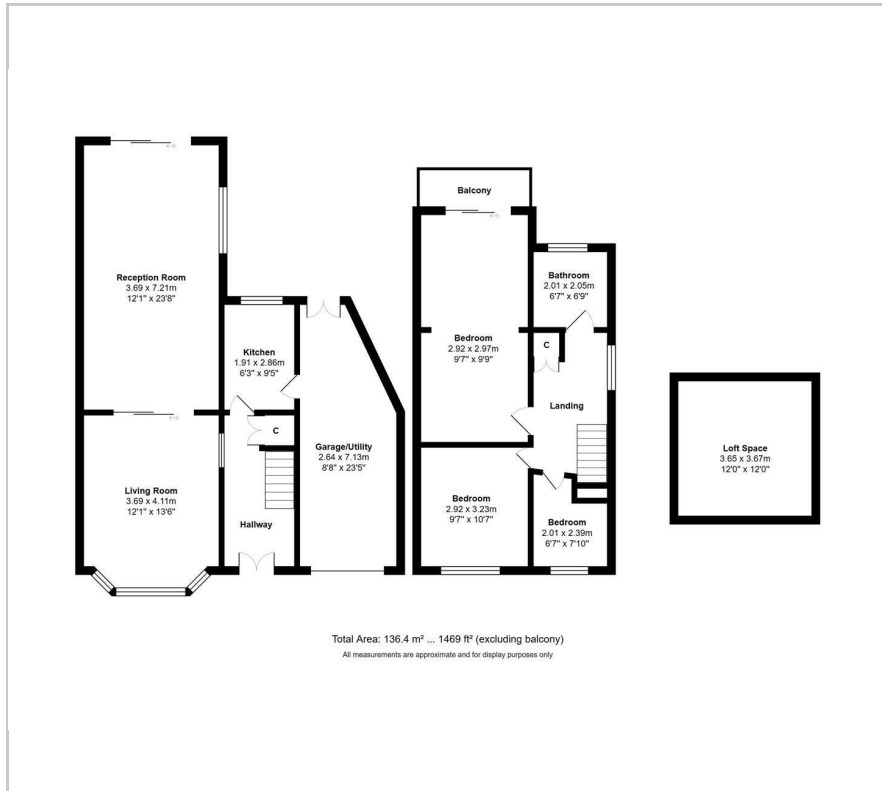 Reception Room
3.69 x 7.21m
12'1" x 23'8"
Kitchen
1.91 x 2.86m
6'3" x 9'5"
C
Garage/Utility
2.64 x 7.13m
8'8" x 23'5"
Living Room
3.69 x 4.11m
12'1" x 13'6"
Hallway
Balcony
Bathroom
2.01 x 2.05m
6'7" x 6'9"
Bedroom
2.92 x 2.97m
9'7" x 9'9"
C
Landing
Bedroom
2.92 x 3.23m
9'7" x 10'7"
Bedroom
2.01 x 2.39m
6'7" x 7'10"
Loft Space
3.65 x 3.67m
12'0" x 12'0"
Total Area: 136.4 m² ... 1469 ft² (excluding balcony)
All measurements are approximate and for display purposes only